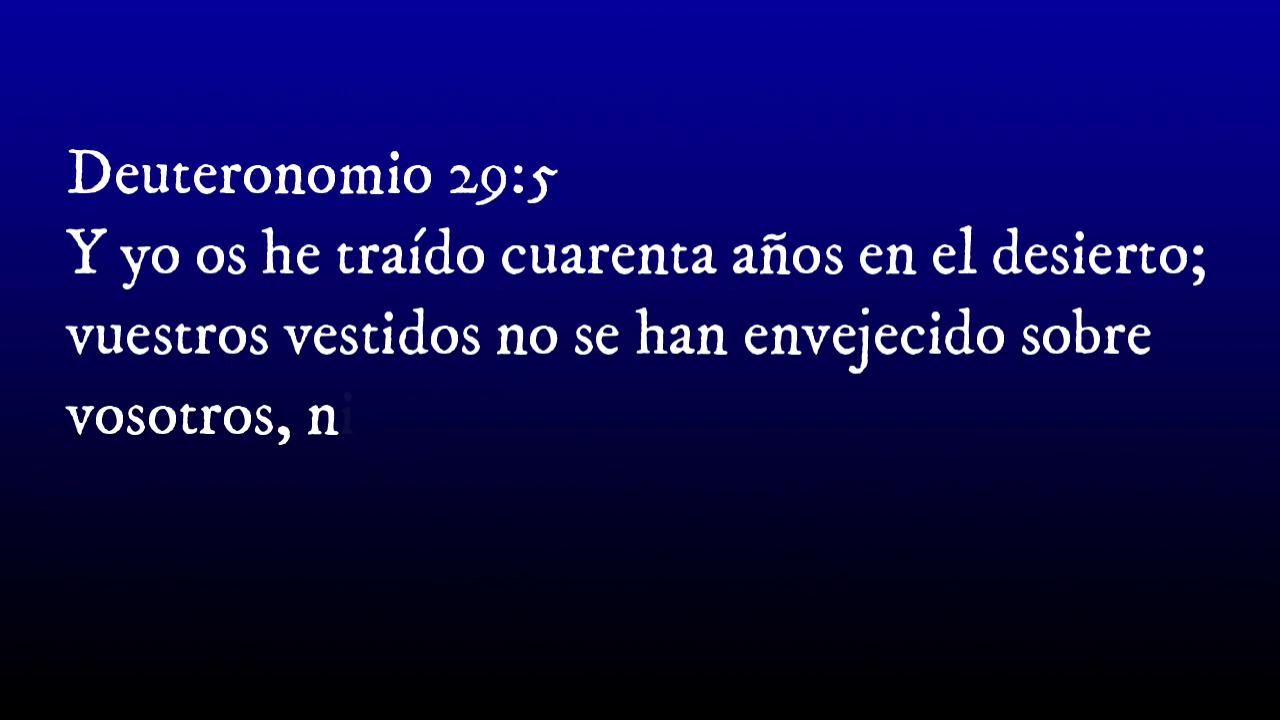 Deuteronomio 29:5
Y yo os he traído cuarenta años en el desierto;
vuestros vestidos no se han envejecido sobre
vosotros, ni